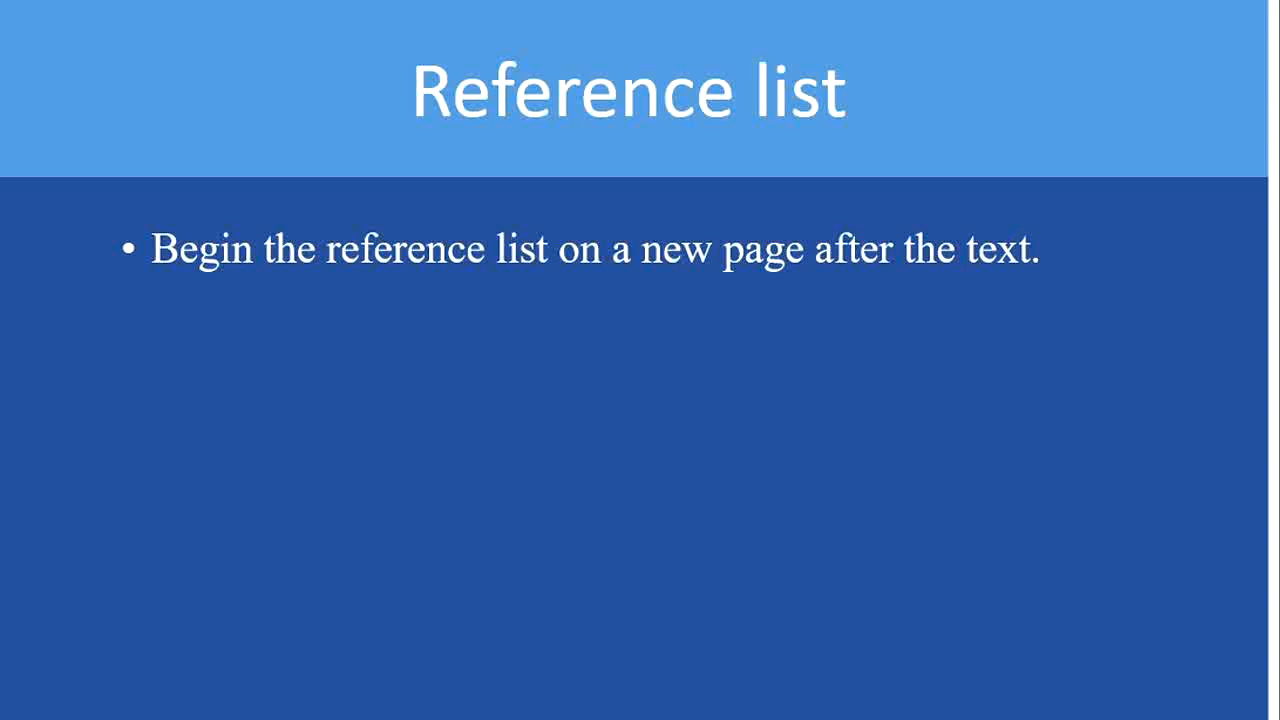 Reference list
• Begin the reference list on a new page after the text.